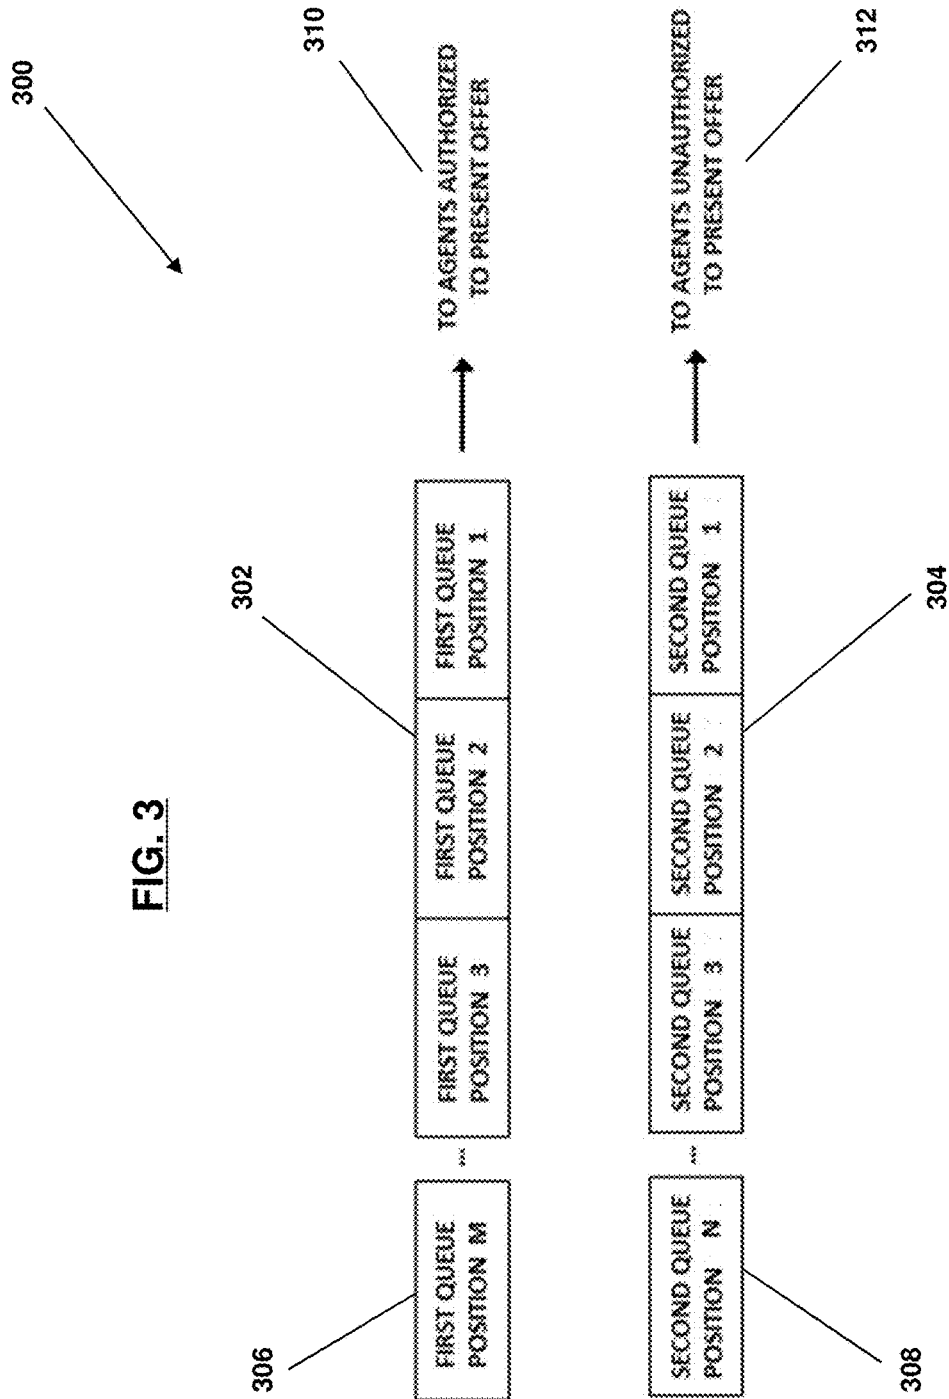 FIG. 3
300
302
310
FIRST QUEUE
POSITION M
...
FIRST QUEUE
POSITION 3
FIRST QUEUE
POSITION 2
FIRST QUEUE
POSITION 1
TO AGENTS AUTHORIZED
TO PRESENT OFFER
306
SECOND QUEUE
POSITION N
...
SECOND QUEUE
POSITION 3
SECOND QUEUE
POSITION 2
SECOND QUEUE
POSITION 1
TO AGENTS UNAUTHORIZED
TO PRESENT OFFER
308
304
312